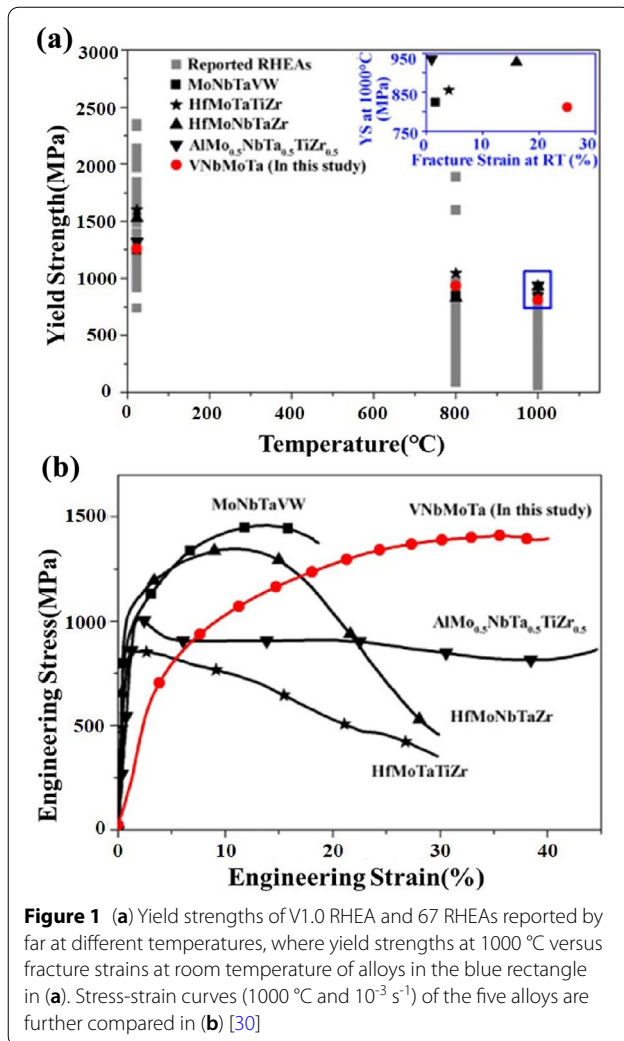 (a)
3000
2500
2000
1500
1000
500
0
Yield Strength(MPa)
Reported RHEAs
MoNbTaVW
HfMoTaTiZr
HfMoNbTaZr
AlMo0.5NbTa0.5TiZr0.5
VNbMoTa (In this study)
YS at 1000°C
(MPa)
950
850
750
0 10 20 30
Fracture Strain at RT (%)
0 200 400 600 800 1000
Temperature(°C)
(b)
1500
1000
500
0
Engineering Stress(MPa)
MoNbTaVW
VNbMoTa (In this study)
AlMo0.5NbTa0.5TiZr0.5
HfMoNbTaZr
HfMoTaTiZr
0 10 20 30 40
Engineering Strain(%)
Figure 1 (a) Yield strengths of V1.0 RHEA and 67 RHEAs reported by
far at different temperatures, where yield strengths at 1000 °C versus
fracture strains at room temperature of alloys in the blue rectangle
in (a). Stress-strain curves (1000 °C and 10⁻³ s⁻¹) of the five alloys are
further compared in (b) [30]